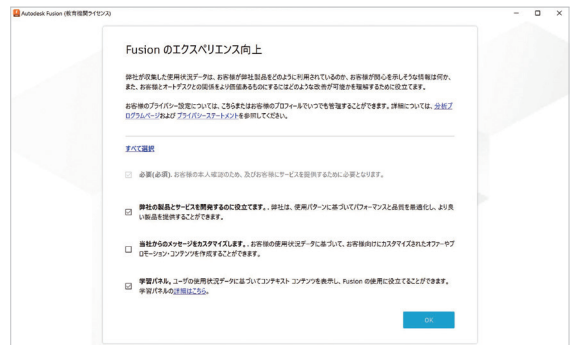 Autodesk Fusion (教育機関ライセンス)
Fusion のエクスペリエンス向上
弊社が収集した使用状況データは、お客様が弊社製品をどのように利用されているのか、お客様が関心を示しそうな情報は何か、
また、お客様とオートデスクとの関係をより価値あるものにするにはどのような改善が可能かを理解するために役立てます。
お客様のプライバシー設定については、こちらまたはお客様のプロフィールでいつでも管理することができます。詳細については、分析プ
ログラムページおよび プライバシーステートメントを参照してください。
すべて選択
必要(必須). お客様の本人確認のため、及びお客様にサービスを提供するために必要となります。
弊社の製品とサービスを開発するのに役立てます。. 弊社は、使用パターンに基づいてパフォーマンスと品質を最適化し、より良
い製品を提供することができます。
当社からのメッセージをカスタマイズします。. お客様の使用状況データに基づいて、お客様向けにカスタマイズされたオファーやプ
ロモーション・コンテンツを作成することができます。
学習パネル。ユーザの使用状況データに基づいてコンテキスト コンテンツを表示し、Fusion の使用に役立てることができます。
学習パネルの詳細はこちら。
OK